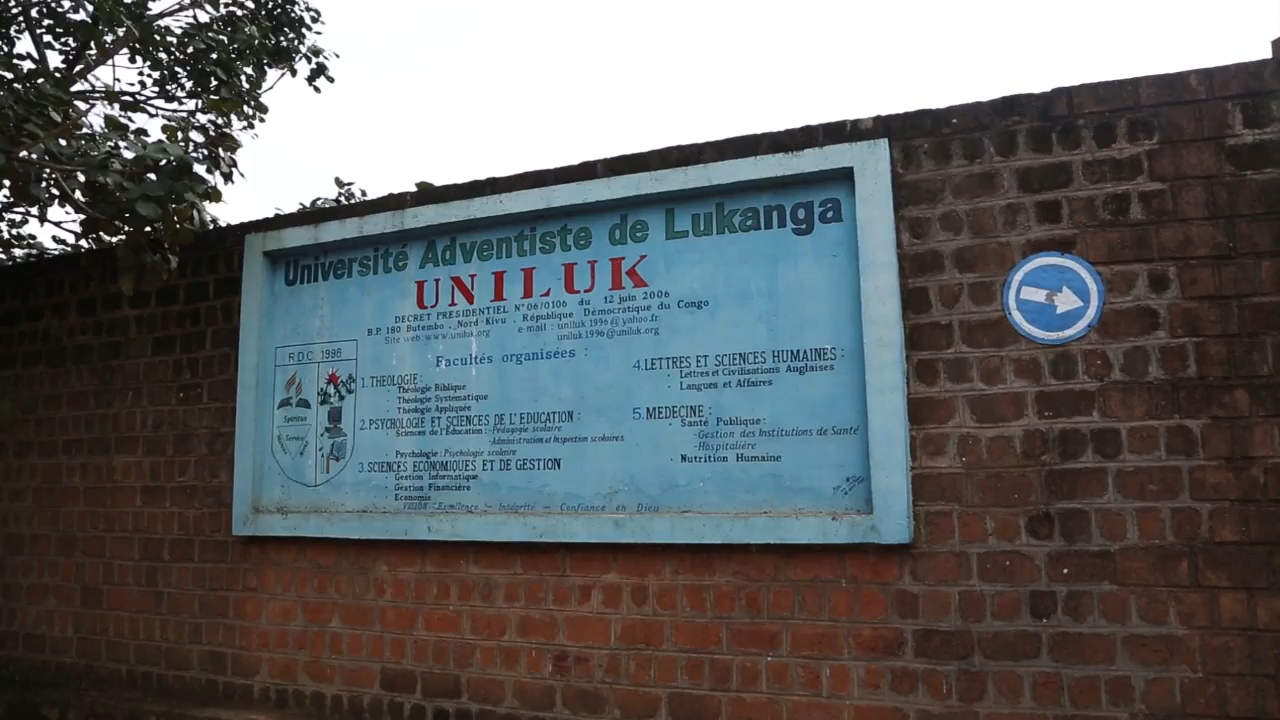 Université Adventiste de Lukanga
UNILUK
DECRET PRESIDENTIEL N° 06/0106 du 12 juin 2006
B.P. 180 Butembo, Nord-Kivu, République Démocratique du Congo
Site web: www.uniluk.org e-mail: uniluk1996@yahoo.fr
uniluk1996@uniluk.org
Facultés organisées :
R.D.C 1996
Spiritus
Service
1. THEOLOGIE :
· Théologie Biblique
· Théologie Systematique
· Théologie Appliquée
2. PSYCHOLOGIE ET SCIENCES DE L'EDUCATION :
· Sciences de l'Éducation : -Pédagogie scolaire
-Administration et Inspection scolaires
· Psychologie : Psychologie scolaire
3. SCIENCES ECONOMIQUES ET DE GESTION
· Gestion Informatique
· Gestion Financière
· Economie
4. LETTRES ET SCIENCES HUMAINES :
· Lettres et Civilisations Anglaises
· Langues et Affaires
5. MEDECINE :
· Santé Publique :
-Gestion des Institutions de Santé
-Hospitalière
· Nutrition Humaine
VISION : Excellence - Intégrité - Confiance en Dieu